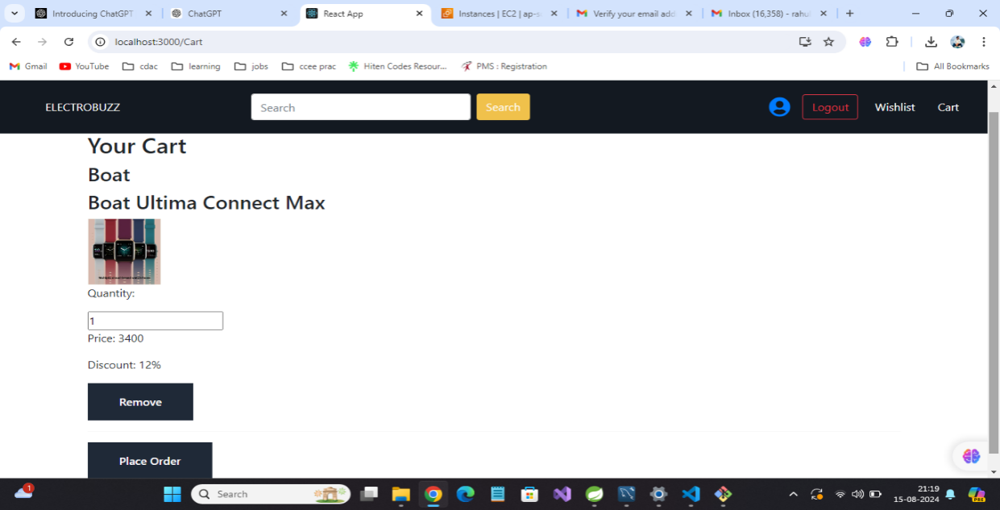 Introducing ChatGPT
ChatGPT
React App
Instances | EC2 | ap-s
Verify your email add
Inbox (16,358) - rahul
localhost:3000/Cart
Gmail
YouTube
cdac
learning
jobs
ccee prac
Hiten Codes Resour...
PMS : Registration
All Bookmarks
ELECTROBUZZ
Search
Search
Logout
Wishlist
Cart
Your Cart
Boat
Boat Ultima Connect Max
Quantity:
1
Price: 3400
Discount: 12%
Remove
Place Order
1
Search
21:19
15-08-2024